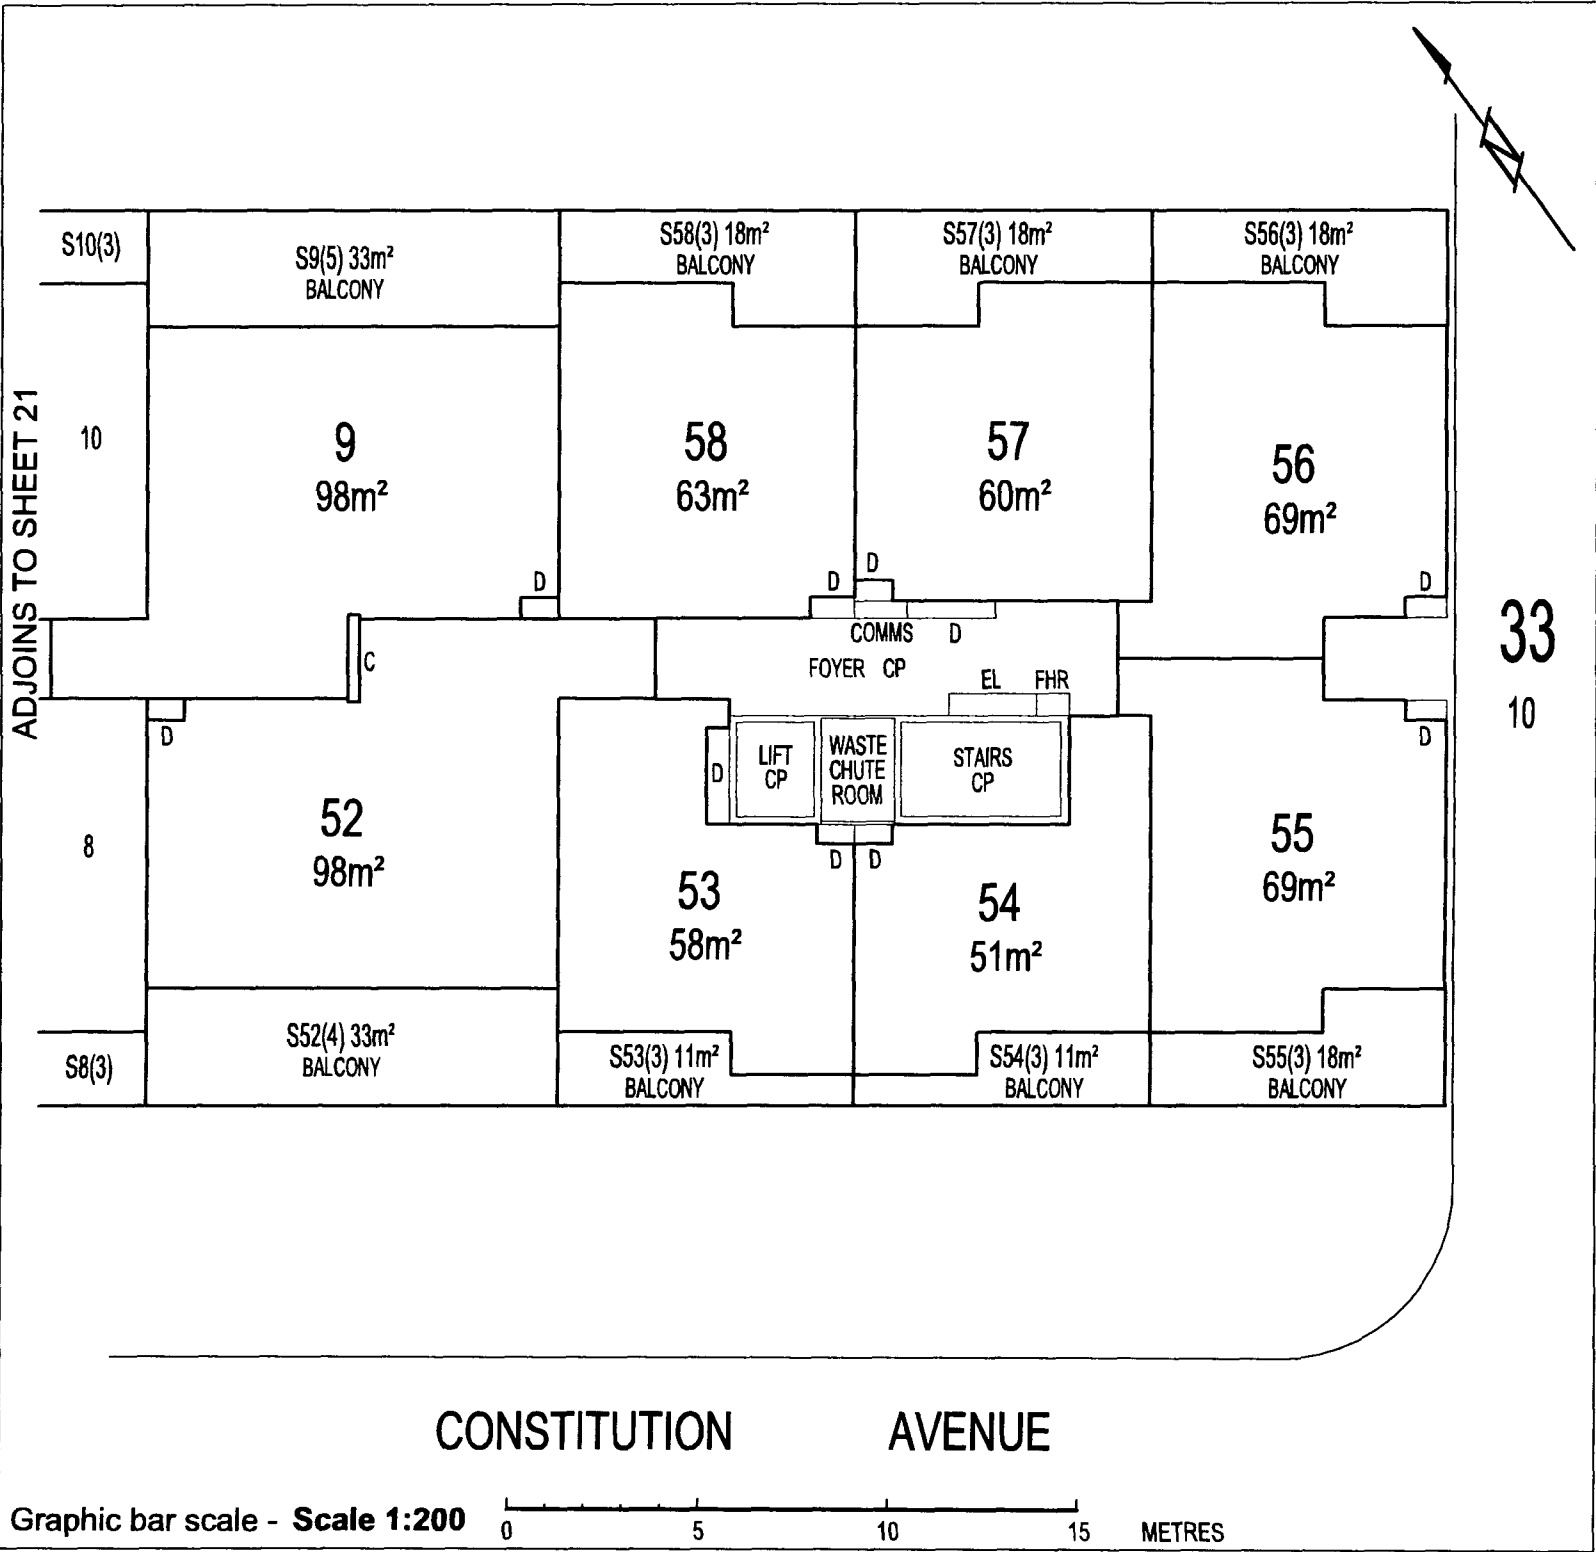 S10(3)
S9(5) 33m²
BALCONY
S58(3) 18m²
BALCONY
S57(3) 18m²
BALCONY
S56(3) 18m²
BALCONY
N
ADJOINS TO SHEET 21
10
9
98m²
58
63m²
57
60m²
56
69m²
D
D
D
D
COMMS D
FOYER CP
C
EL FHR
33
10
D
D
D
LIFT
CP
WASTE
CHUTE
ROOM
STAIRS
CP
D D
8
52
98m²
53
58m²
54
51m²
55
69m²
S8(3)
S52(4) 33m²
BALCONY
S53(3) 11m²
BALCONY
S54(3) 11m²
BALCONY
S55(3) 18m²
BALCONY
CONSTITUTION AVENUE
Graphic bar scale - Scale 1:200
0 5 10 15 METRES